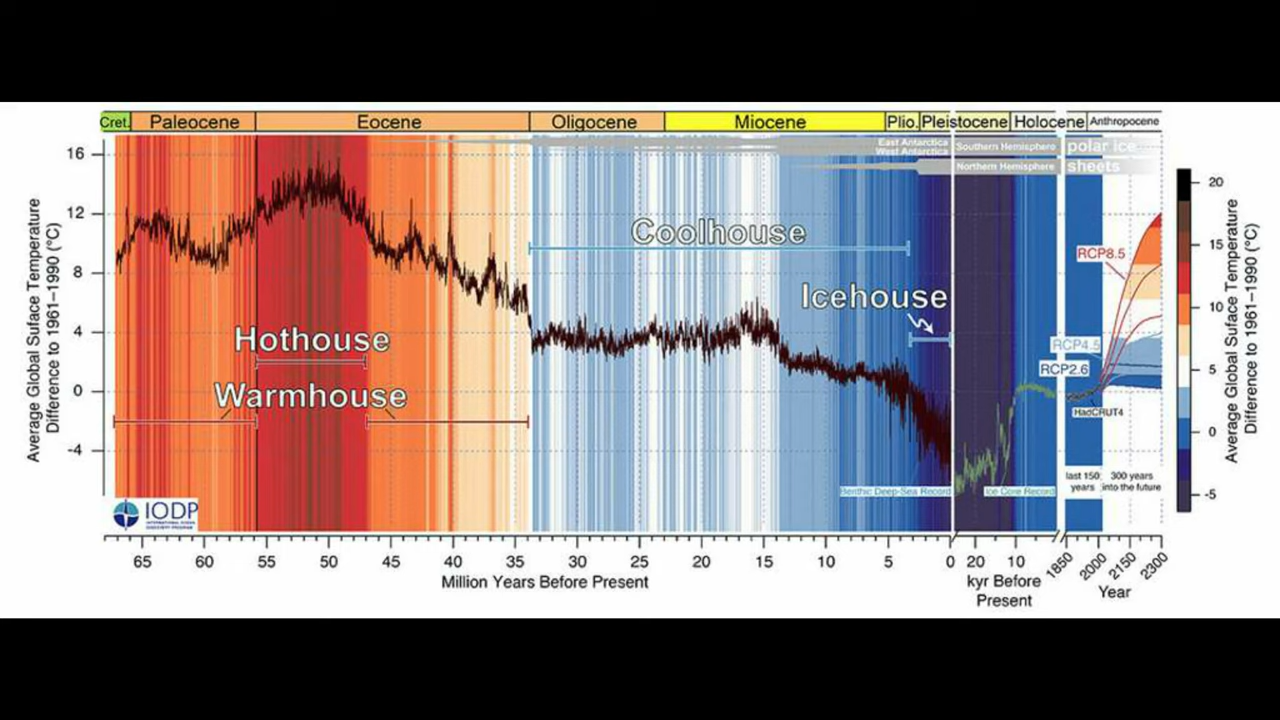 Cret. Paleocene Eocene Oligocene Miocene Plio. Pleistocene Holocene Anthropocene
East Antarctica
West Antarctica
Southern Hemisphere
Northern Hemisphere
polar ice
sheets
Average Global Suface Temperature
Difference to 1961–1990 (°C)
16
12
8
4
0
-4
Coolhouse
Icehouse
Hothouse
Warmhouse
RCP8.5
RCP4.5
RCP2.6
HadCRUT4
last 150 years
300 years into the future
Benthic Deep-Sea Record
Ice Core Record
IODP
INTERNATIONAL OCEAN
DISCOVERY PROGRAM
20
15
10
5
0
-5
Average Global Suface Temperature
Difference to 1961–1990 (°C)
65 60 55 50 45 40 35 30 25 20 15 10 5 0 20 10 1850 2000 2150 2300
Million Years Before Present
kyr Before
Present
Year